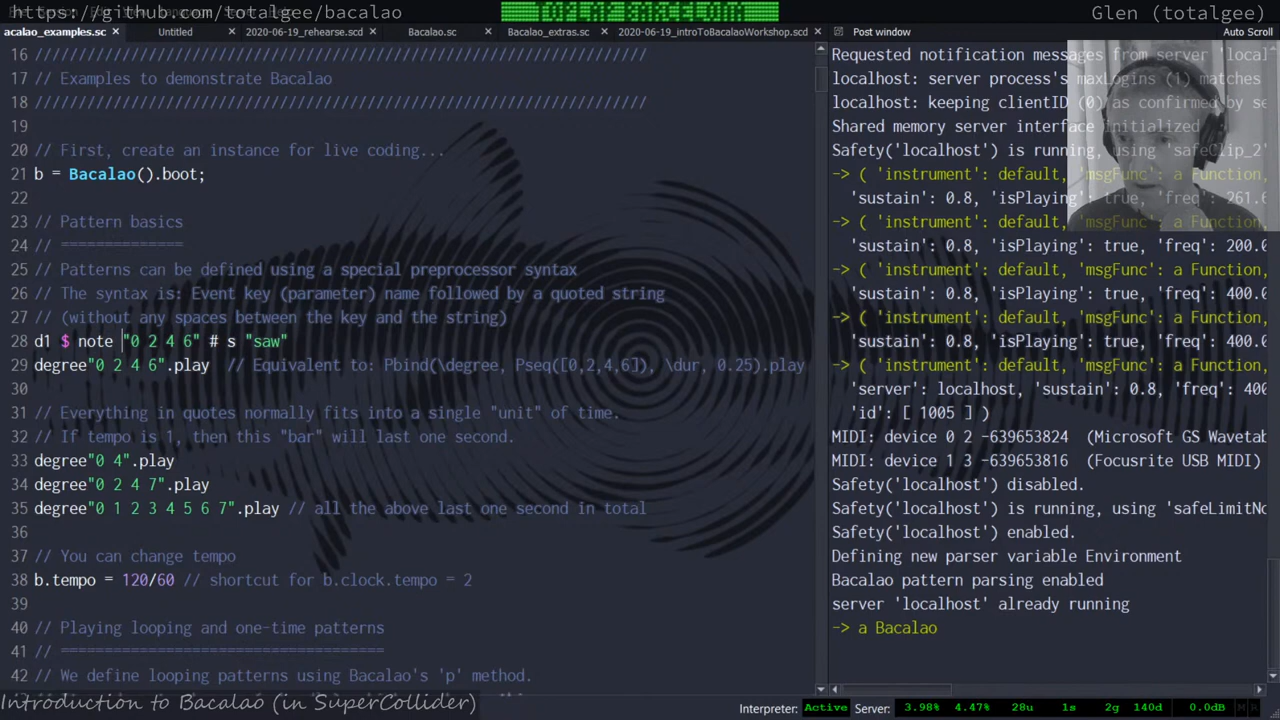 https://github.com/totalgee/bacalao
Glen (totalgee)
acalao_examples.sc
Untitled
2020-06-19_rehearse.scd
Bacalao.sc
Bacalao_extras.sc
2020-06-19_introToBacalaoWorkshop.scd
Post window
Auto Scroll
16 ////////////////////////////////////////////////////////////////////////
17 // Examples to demonstrate Bacalao
18 ////////////////////////////////////////////////////////////////////////
19
20 // First, create an instance for live coding...
21 b = Bacalao().boot;
22
23 // Pattern basics
24 // ==============
25 // Patterns can be defined using a special preprocessor syntax
26 // The syntax is: Event key (parameter) name followed by a quoted string
27 // (without any spaces between the key and the string)
28 d1 $ note "0 2 4 6" # s "saw"
29 degree"0 2 4 6".play // Equivalent to: Pbind(\degree, Pseq([0,2,4,6]), \dur, 0.25).play
30
31 // Everything in quotes normally fits into a single "unit" of time.
32 // If tempo is 1, then this "bar" will last one second.
33 degree"0 4".play
34 degree"0 2 4 7".play
35 degree"0 1 2 3 4 5 6 7".play // all the above last one second in total
36
37 // You can change tempo
38 b.tempo = 120/60 // shortcut for b.clock.tempo = 2
39
40 // Playing looping and one-time patterns
41 // =====================================
42 // We define looping patterns using Bacalao's 'p' method.
Requested notification messages from server 'local
localhost: server process's maxLogins (1) matches
localhost: keeping clientID (0) as confirmed by se
Shared memory server interface initialized
Safety('localhost') is running, using 'safeClip_2'
-> ( 'instrument': default, 'msgFunc': a Function,
'sustain': 0.8, 'isPlaying': true, 'freq': 261.6
-> ( 'instrument': default, 'msgFunc': a Function,
'sustain': 0.8, 'isPlaying': true, 'freq': 200.0
-> ( 'instrument': default, 'msgFunc': a Function,
'sustain': 0.8, 'isPlaying': true, 'freq': 400.0
-> ( 'instrument': default, 'msgFunc': a Function,
'sustain': 0.8, 'isPlaying': true, 'freq': 400.0
-> ( 'instrument': default, 'msgFunc': a Function,
'server': localhost, 'sustain': 0.8, 'freq': 400
'id': [ 1005 ] )
MIDI: device 0 2 -639653824 (Microsoft GS Wavetab
MIDI: device 1 3 -639653816 (Focusrite USB MIDI)
Safety('localhost') disabled.
Safety('localhost') is running, using 'safeLimitNo
Safety('localhost') enabled.
Defining new parser variable Environment
Bacalao pattern parsing enabled
server 'localhost' already running
-> a Bacalao
Introduction to Bacalao (in SuperCollider)
Interpreter: Active Server: 3.98% 4.47% 28u 1s 2g 140d 0.0dB M R